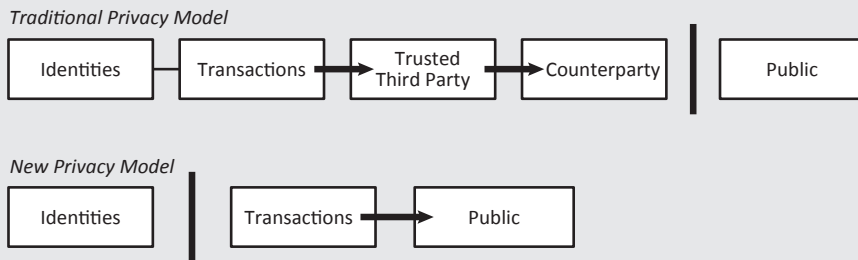 Traditional Privacy Model
Identities
Transactions
Trusted
Third Party
Counterparty
Public
New Privacy Model
Identities
Transactions
Public